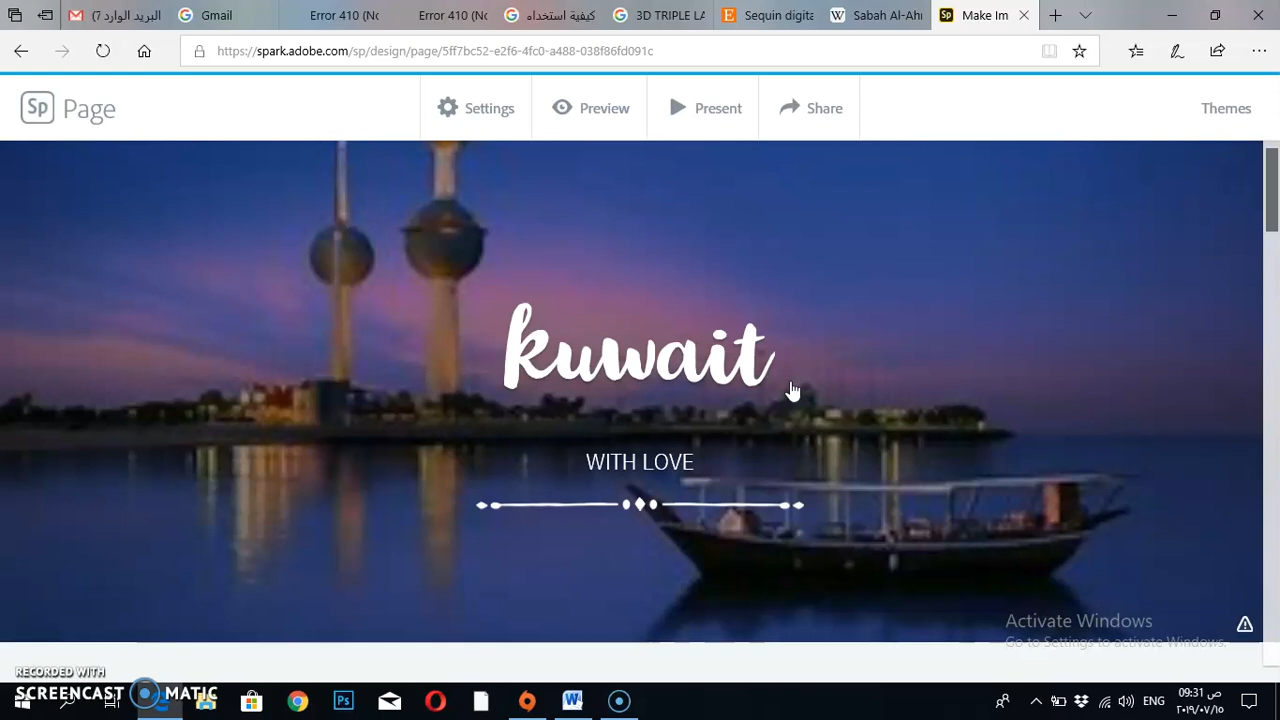 البريد الوارد (7
Gmail
Error 410 (Nc
Error 410 (Nc
كيفية استخدام
3D TRIPLE LA
Sequin digita
Sabah Al-Ahr
Make Im
https://spark.adobe.com/sp/design/page/5ff7bc52-e2f6-4fc0-a488-038f86fd091c
Sp Page
Settings
Preview
Present
Share
Themes
kuwait
WITH LOVE
Activate Windows
Go to Settings to activate Windows.
RECORDED WITH
SCREENCAST MATIC
ENG
09:31 ص
٢٠١٩/٠٧/١٥